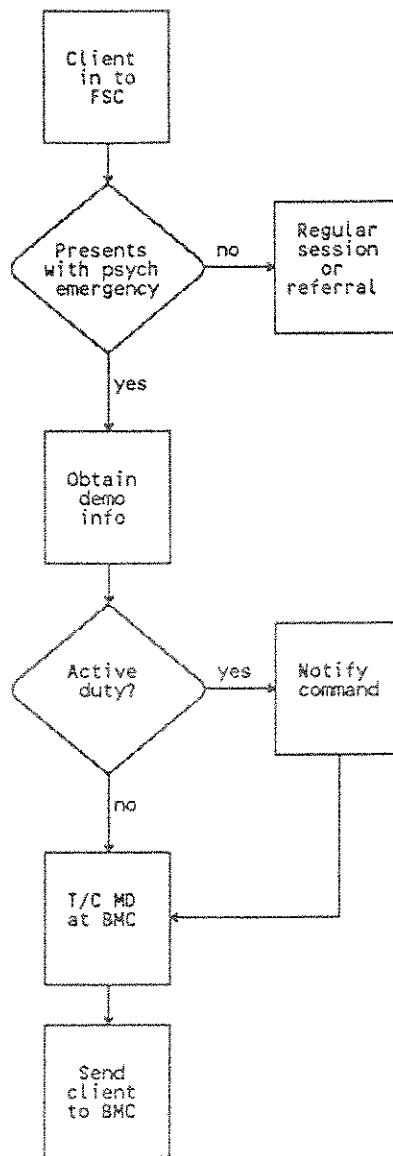 Client
in to
FSC
Presents
with psych
emergency
no
Regular
session
or
referral
yes
Obtain
demo
info
Active
duty?
yes
Notify
command
no
T/C MD
at BMC
Send
client
to BMC